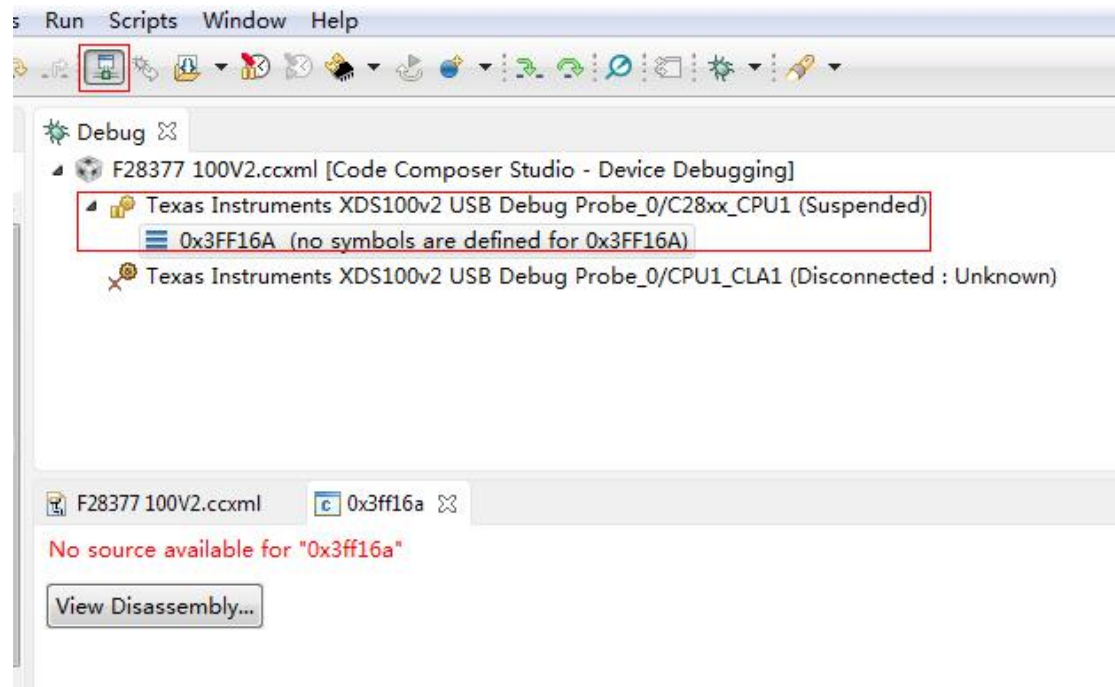 s Run Scripts Window Help
Debug
F28377 100V2.ccxml [Code Composer Studio - Device Debugging]
Texas Instruments XDS100v2 USB Debug Probe_0/C28xx_CPU1 (Suspended)
0x3FF16A (no symbols are defined for 0x3FF16A)
Texas Instruments XDS100v2 USB Debug Probe_0/CPU1_CLA1 (Disconnected : Unknown)
F28377 100V2.ccxml 0x3ff16a
No source available for "0x3ff16a"
View Disassembly...